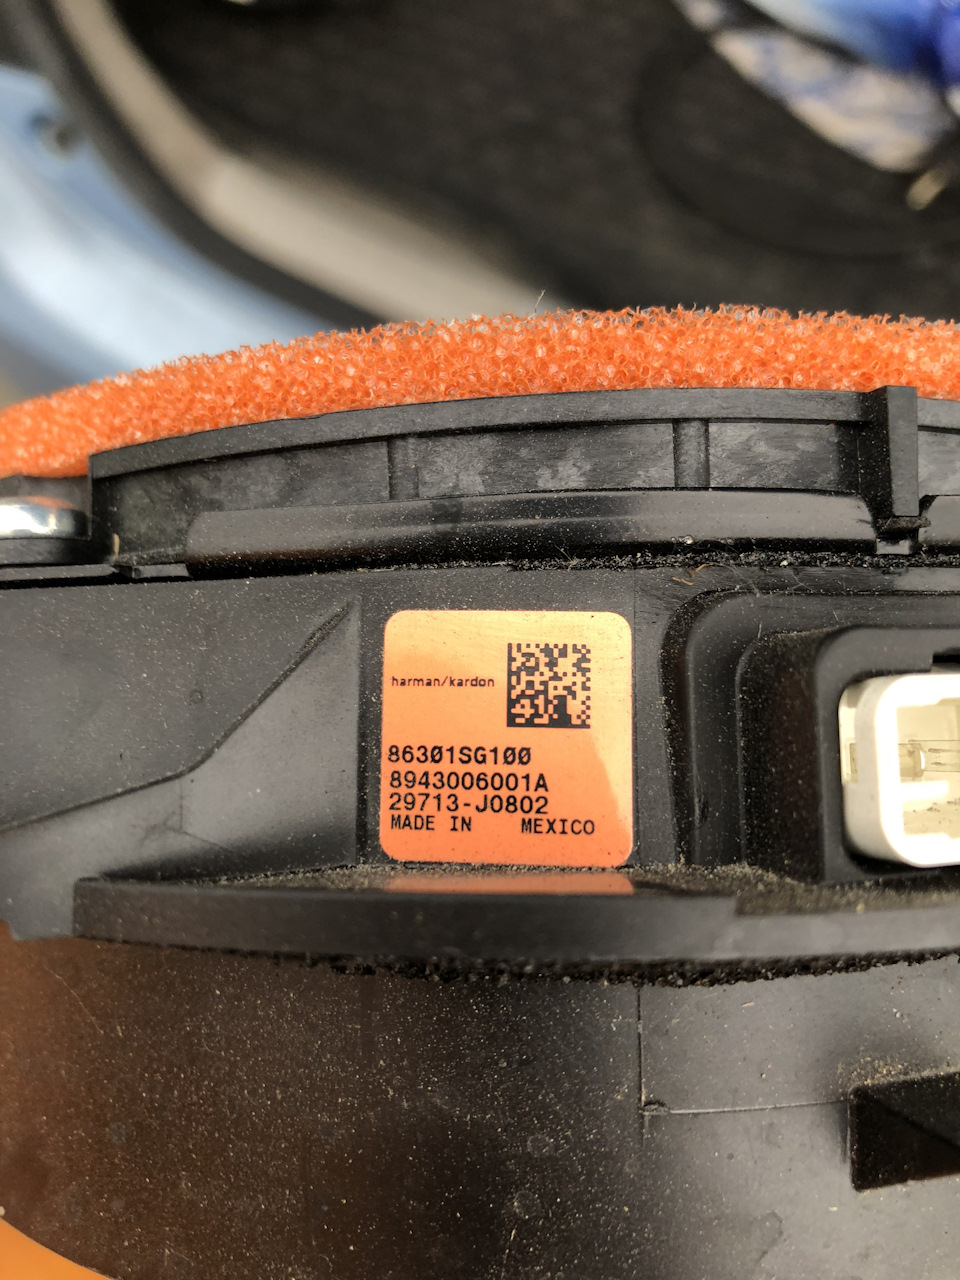 harman/kardon
86301SG100
8943006001A
29713-J0802
MADE IN MEXICO